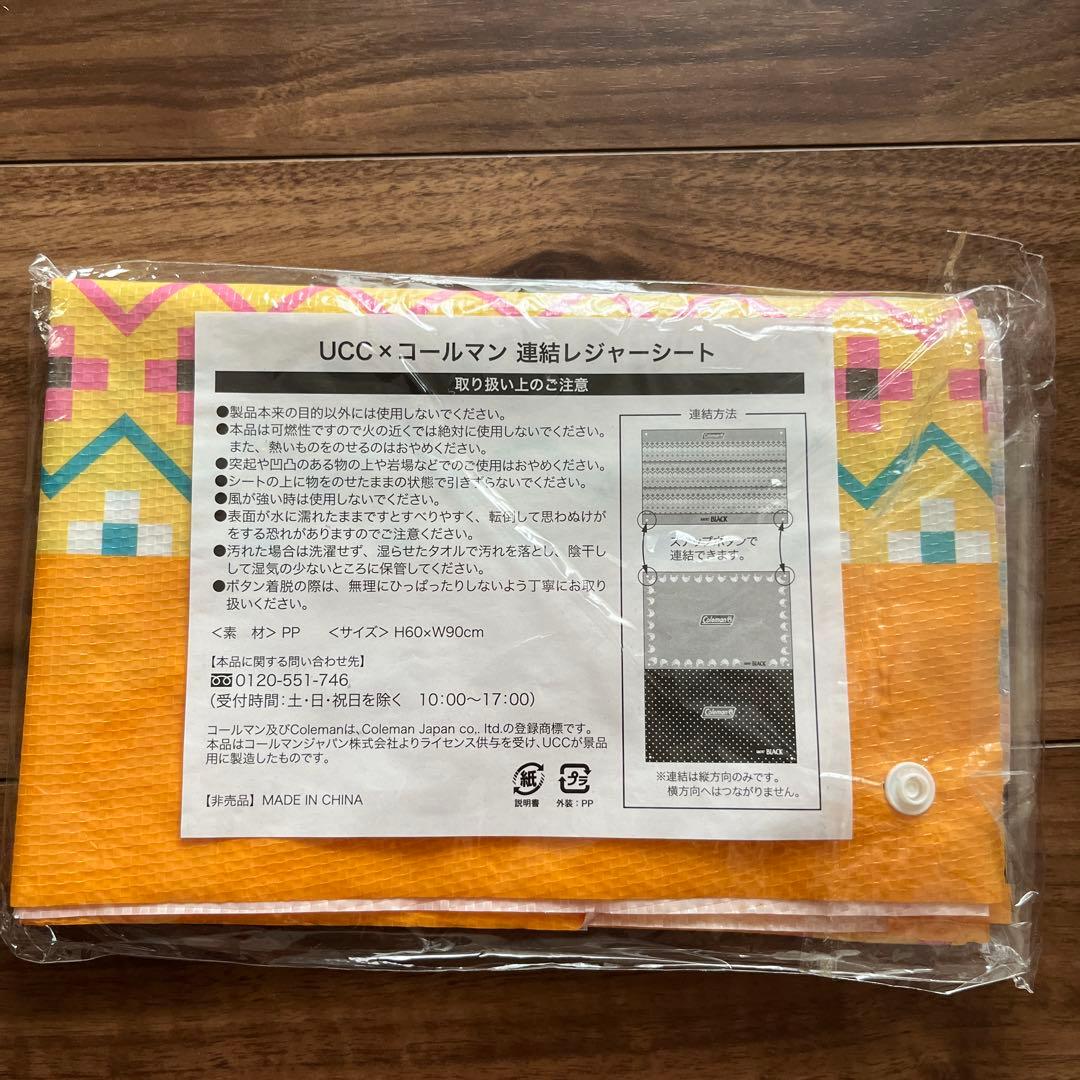 UCC×コールマン 連結レジャーシート
取り扱い上のご注意
●製品本来の目的以外には使用しないでください。
●本品は可燃性ですので火の近くでは絶対に使用しないでください。
また、熱いものをのせるのはおやめください。
●突起や凹凸のある物の上や岩場などでのご使用はおやめください。
●シートの上に物をのせたままの状態で引きずらないでください。
●風が強い時は使用しないでください。
●表面が水に濡れたままですとすべりやすく、転倒して思わぬけが
をする恐れがありますのでご注意ください。
●汚れた場合は洗濯せず、湿らせたタオルで汚れを落とし、陰干し
して湿気の少ないところに保管してください。
●ボタン着脱の際は、無理にひっぱったりしないよう丁寧にお取り
扱いください。
＜素　材＞PP　＜サイズ＞H60×W90cm
【本品に関する問い合わせ先】
0120-551-746
（受付時間：土・日・祝日を除く　10：00～17：00）
コールマン及びColemanは、Coleman Japan co,. ltd.の登録商標です。
本品はコールマンジャパン株式会社よりライセンス供与を受け、UCCが景品
用に製造したものです。
【非売品】MADE IN CHINA
紙
説明書
プラ
外装：PP
連結方法
Coleman
BLACK
スナップボタンで
連結できます。
Coleman
BLACK
Coleman
BLACK
※連結は縦方向のみです。
横方向へはつながりません。